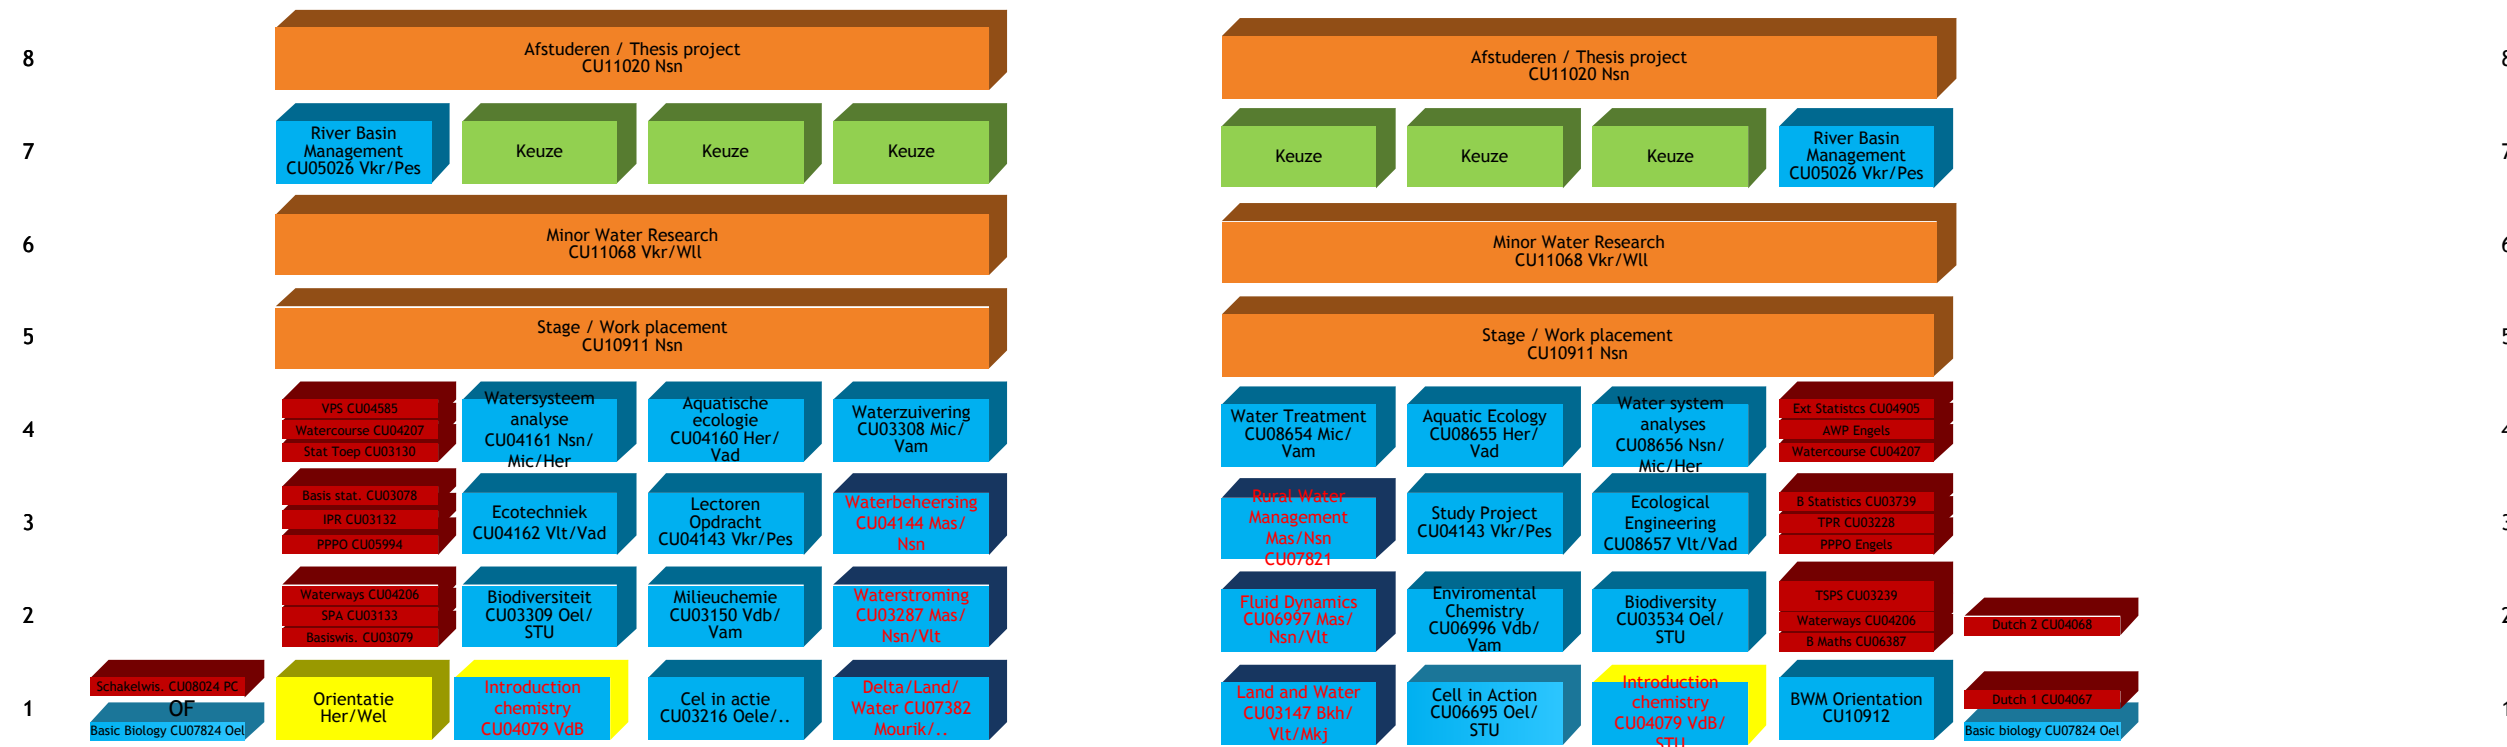 8
Afstuderen / Thesis project
CU11020 Nsn
Afstuderen / Thesis project
CU11020 Nsn
8
7
River Basin
Management
CU05026 Vkr/Pes
Keuze
Keuze
Keuze
Keuze
Keuze
Keuze
River Basin
Management
CU05026 Vkr/Pes
7
6
Minor Water Research
CU11068 Vkr/Wll
Minor Water Research
CU11068 Vkr/Wll
6
5
Stage / Work placement
CU10911 Nsn
Stage / Work placement
CU10911 Nsn
5
4
VPS CU04585
Watercourse CU04207
Stat Toep CU03130
Watersysteem
analyse
CU04161 Nsn/
Mic/Her
Aquatische
ecologie
CU04160 Her/
Vad
Waterzuivering
CU03308 Mic/
Vam
Water Treatment
CU08654 Mic/
Vam
Aquatic Ecology
CU08655 Her/
Vad
Water system
analyses
CU08656 Nsn/
Mic/Her
Ext Statistcs CU04905
AWP Engels
Watercourse CU04207
4
3
Basis stat. CU03078
IPR CU03132
PPPO CU05994
Ecotechniek
CU04162 Vlt/Vad
Lectoren
Opdracht
CU04143 Vkr/Pes
Waterbeheersing
CU04144 Mas/
Nsn
Rural Water
Management
Mas/Nsn
CU07821
Study Project
CU04143 Vkr/Pes
Ecological
Engineering
CU08657 Vlt/Vad
B Statistics CU03739
TPR CU03228
PPPO Engels
3
2
Waterways CU04206
SPA CU03133
Basiswis. CU03079
Biodiversiteit
CU03309 Oel/
STU
Milieuchemie
CU03150 Vdb/
Vam
Waterstroming
CU03287 Mas/
Nsn/Vlt
Fluid Dynamics
CU06997 Mas/
Nsn/Vlt
Enviromental
Chemistry
CU06996 Vdb/
Vam
Biodiversity
CU03534 Oel/
STU
TSPS CU03239
Waterways CU04206
B Maths CU06387
Dutch 2 CU04068
2
1
Schakelwis. CU08024 PC
OF
Basic Biology CU07824 Oel
Orientatie
Her/Wel
Introduction
chemistry
CU04079 VdB
Cel in actie
CU03216 Oele/..
Delta/Land/
Water CU07382
Mourik/..
Land and Water
CU03147 Bkh/
Vlt/Mkj
Cell in Action
CU06695 Oel/
STU
Introduction
chemistry
CU04079 VdB/
STU
BWM Orientation
CU10912
Dutch 1 CU04067
Basic biology CU07824 Oel
1